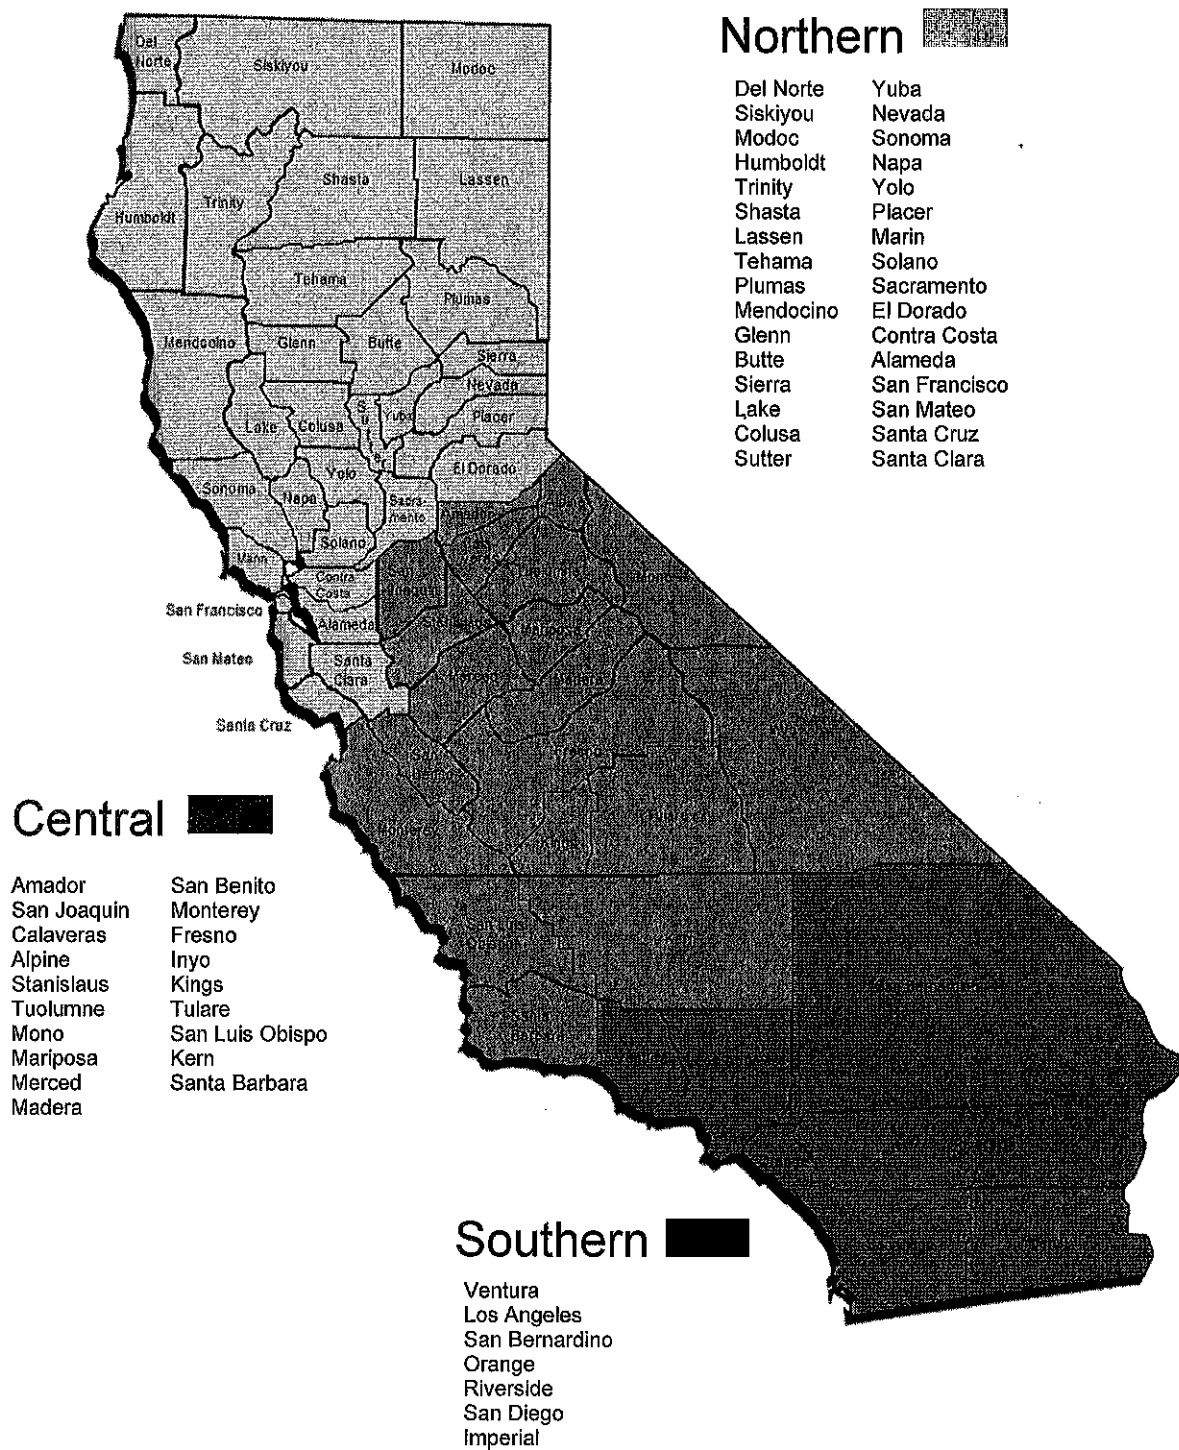 Northern
Del Norte Yuba
Siskiyou Nevada
Modoc Sonoma
Humboldt Napa
Trinity Yolo
Shasta Placer
Lassen Marin
Tehama Solano
Plumas Sacramento
Mendocino El Dorado
Glenn Contra Costa
Butte Alameda
Sierra San Francisco
Lake San Mateo
Colusa Santa Cruz
Sutter Santa Clara
Del
Norte
Siskiyou
Modoc
Shasta
Lassen
Trinity
Humboldt
Tehama
Plumas
Mendocino
Glenn
Butte
Sierra
Nevada
Lake
Colusa
Yuba
Placer
Yolo
El Dorado
Sonoma
Napa
Sacra-
mento
Solano
Marin
Contra
Costa
San Francisco
Alameda
San Mateo
Santa
Clara
Santa Cruz
Amador
Mariposa
Fresno
Monterey
Central
Amador San Benito
San Joaquin Monterey
Calaveras Fresno
Alpine Inyo
Stanislaus Kings
Tuolumne Tulare
Mono San Luis Obispo
Mariposa Kern
Merced Santa Barbara
Madera
Southern
Ventura
Los Angeles
San Bernardino
Orange
Riverside
San Diego
Imperial